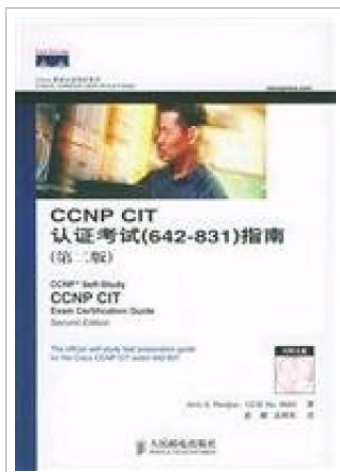 CCNP CIT
认证考试(642-831)指南
(第二版)
CCNP® Self-Study
CCNP CIT
Exam Certification Guide
Second Edition
The official self-study test preparation guide
for the Cisco CCNP CIT exam 642-831
著
译
人民邮电出版社